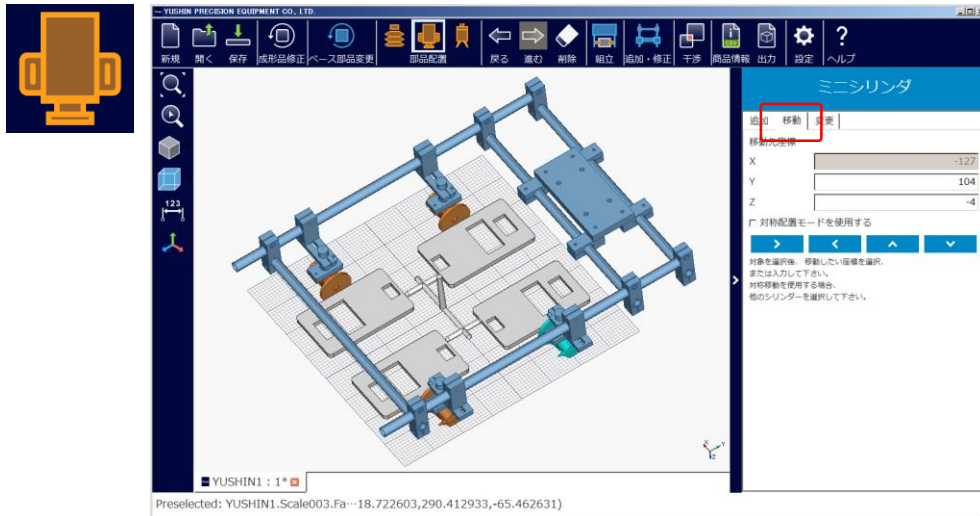 YUSHIN PRECISION EQUIPMENT CO., LTD.
新規 開く 保存 成形品修正 ベース部品変更 部品配置 戻る 進む 削除 組立 追加・修正 干渉 商品情報 出力 設定 ヘルプ
123
ミニシリンダ
追加 移動 変更
移動先座標
X -127
Y 104
Z -4
対称配置モードを使用する
対象を選択後、移動したい座標を選択、
または入力して下さい。
対称移動を使用する場合、
他のシリンダーを選択して下さい。
YUSHIN1 : 1*
Preselected: YUSHIN1.Scale003.Fa…18.722603,290.412933,-65.462631)